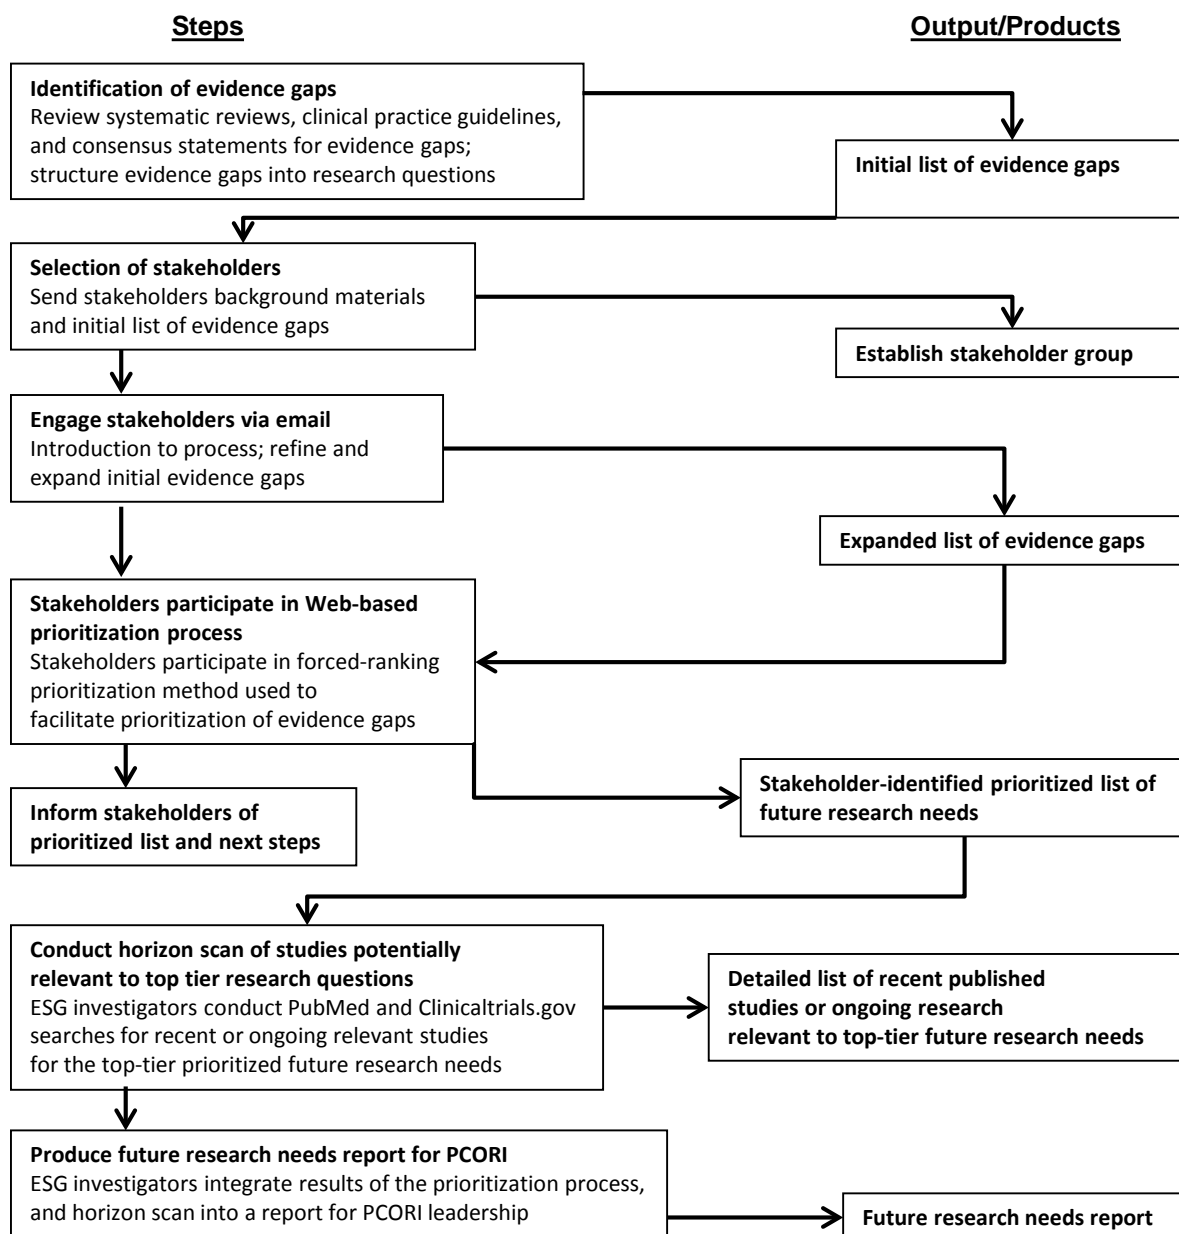 Steps
Output/Products
Identification of evidence gaps
Review systematic reviews, clinical practice guidelines,
and consensus statements for evidence gaps;
structure evidence gaps into research questions
Initial list of evidence gaps
Selection of stakeholders
Send stakeholders background materials
and initial list of evidence gaps
Establish stakeholder group
Engage stakeholders via email
Introduction to process; refine and
expand initial evidence gaps
Expanded list of evidence gaps
Stakeholders participate in Web-based
prioritization process
Stakeholders participate in forced-ranking
prioritization method used to
facilitate prioritization of evidence gaps
Stakeholder-identified prioritized list of
future research needs
Inform stakeholders of
prioritized list and next steps
Conduct horizon scan of studies potentially
relevant to top tier research questions
ESG investigators conduct PubMed and Clinicaltrials.gov
searches for recent or ongoing relevant studies
for the top-tier prioritized future research needs
Detailed list of recent published
studies or ongoing research
relevant to top-tier future research needs
Produce future research needs report for PCORI
ESG investigators integrate results of the prioritization process,
and horizon scan into a report for PCORI leadership
Future research needs report